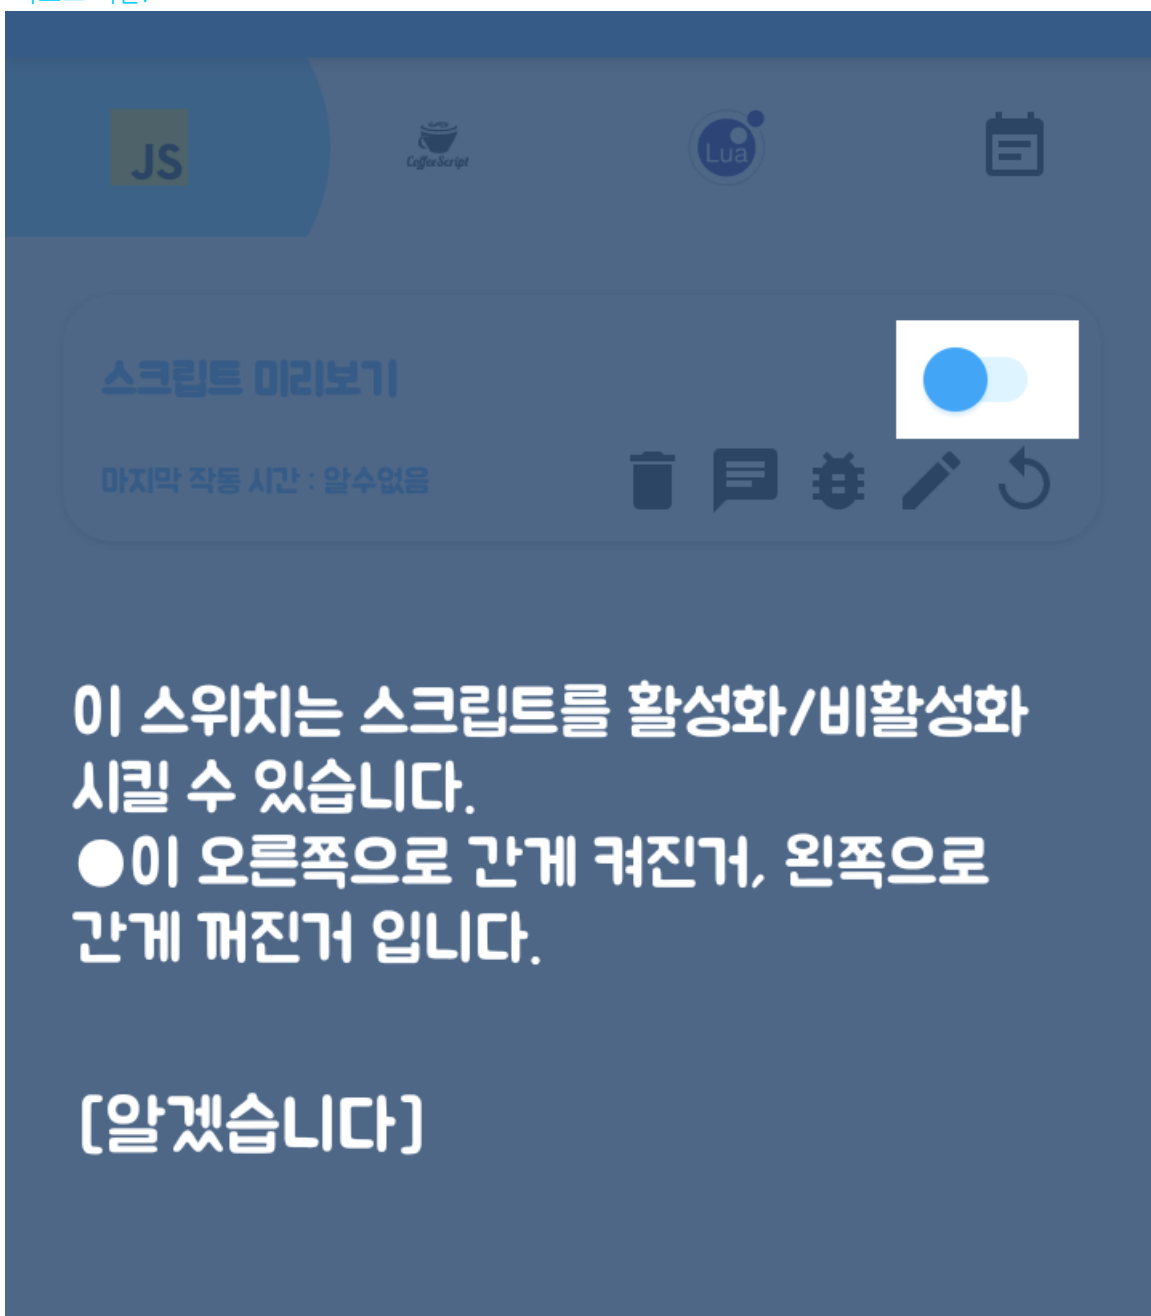 JS
CoffeeScript
Lua
스크립트 미리보기
마지막 작동 시간 : 알수없음
이 스위치는 스크립트를 활성화/비활성화
시킬 수 있습니다.
●이 오른쪽으로 간게 켜진거, 왼쪽으로
간게 꺼진거 입니다.
[알겠습니다]